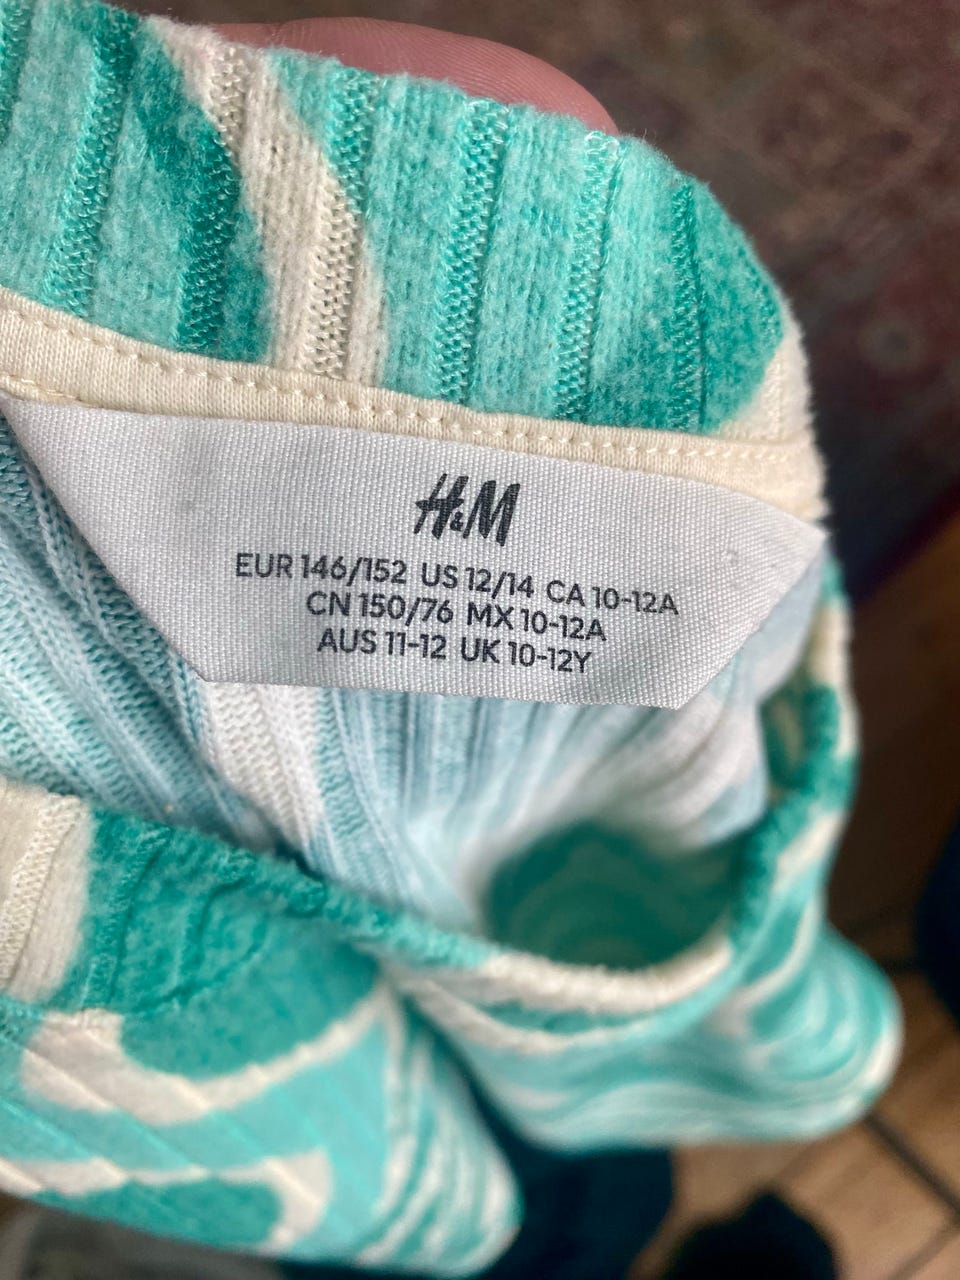 H&M
EUR 146/152 US 12/14 CA 10-12A
CN 150/76 MX 10-12A
AUS 11-12 UK 10-12Y